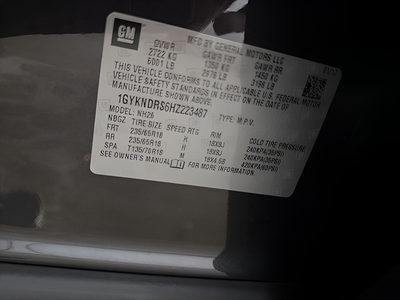 GM
MFD BY GENERAL MOTORS LLC
GVWR GAWR FRT GAWR RR
2722 KG 1350 KG 1450 KG
6001 LB 2976 LB 3196 LB
THIS VEHICLE CONFORMS TO ALL APPLICABLE U.S. FEDERAL MOTOR
VEHICLE SAFETY STANDARDS IN EFFECT ON THE DATE OF
MANUFACTURE SHOWN ABOVE.
1GYKNDRS6HZ223487 TYPE: M.P.V.
MODEL: NH26
NBGZ TIRE SIZE SPEED RTG RIM COLD TIRE PRESSURE
FRT 235/65R18 H 18X8J 240KPA(35PSI)
RR 235/65R18 H 18X8J 240KPA(35PSI)
SPA T135/70R18 M 18X4.5B 420KPA(60PSI)
SEE OWNER'S MANUAL FOR MORE INFORMATION.